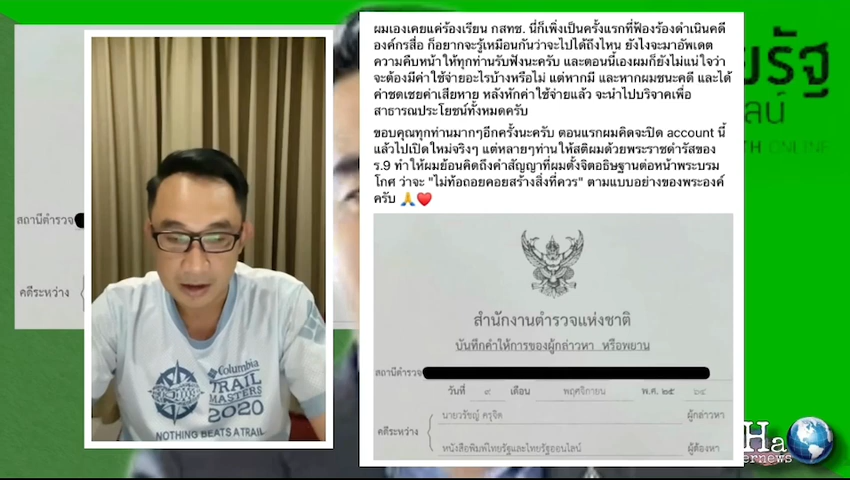 ผมเองเคยแค่ร้องเรียน กสทช. นี่ก็เพิ่งเป็นครั้งแรกที่ฟ้องร้องดำเนินคดี
องค์กรสื่อ ก็อยากจะรู้เหมือนกันว่าจะไปได้ถึงไหน ยังไงจะมาอัพเดต
ความคืบหน้าให้ทุกท่านรับฟังนะครับ และตอนนี้เองผมก็ยังไม่แน่ใจว่า
จะต้องมีค่าใช้จ่ายอะไรบ้างหรือไม่ แต่หากมี และหากผมชนะคดี และได้
ค่าชดเชยค่าเสียหาย หลังหักค่าใช้จ่ายแล้ว จะนำไปบริจาคเพื่อ
สาธารณประโยชน์ทั้งหมดครับ
ขอบคุณทุกท่านมากๆอีกครั้งนะครับ ตอนแรกผมคิดจะปิด account นี้
แล้วไปเปิดใหม่จริงๆ แต่หลายๆท่านให้สติผมด้วยพระราชดำรัสของ
ร.9 ทำให้ผมย้อนคิดถึงคำสัญญาที่ผมตั้งจิตอธิษฐานต่อหน้าพระบรม
โกศ ว่าจะ "ไม่ท้อถอยคอยสร้างสิ่งที่ควร" ตามแบบอย่างของพระองค์
ครับ 🙏❤️
สำนักงานตำรวจแห่งชาติ
บันทึกคำให้การของผู้กล่าวหา หรือพยาน
สถานีตำรวจ
วันที่ ๙ เดือน พฤศจิกายน พ.ศ. ๒๕ ๖๔
นายวรัชญ์ ครุจิต ผู้กล่าวหา
คดีระหว่าง
หนังสือพิมพ์ไทยรัฐและไทยรัฐออนไลน์ ผู้ต้องหา
สถานีตำรวจ
คดีระหว่าง
Columbia
TRAIL
MASTERS
2020
NOTHING BEATS A TRAIL
ยรัฐ
ไลน์
TH ONLINE
Ha
ernews